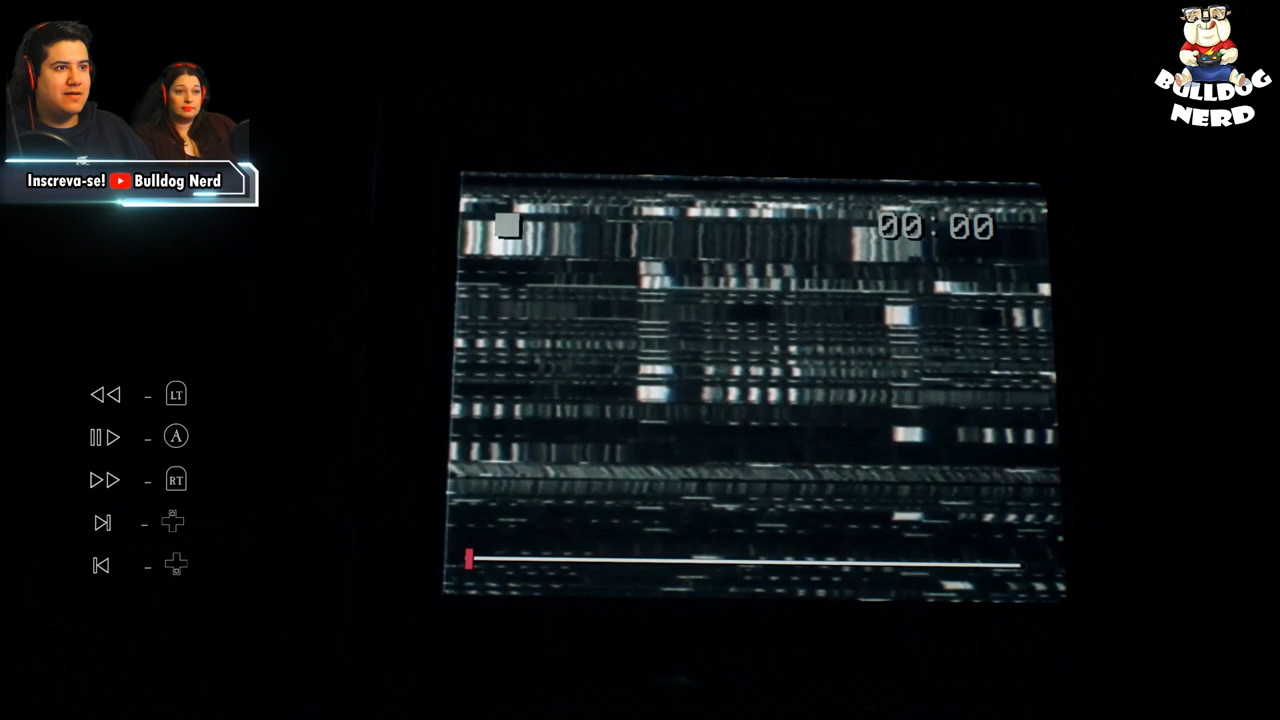 BULLDOG
NERD
Inscreva-se! Bulldog Nerd
00:00
- LT
- A
- RT
-
-